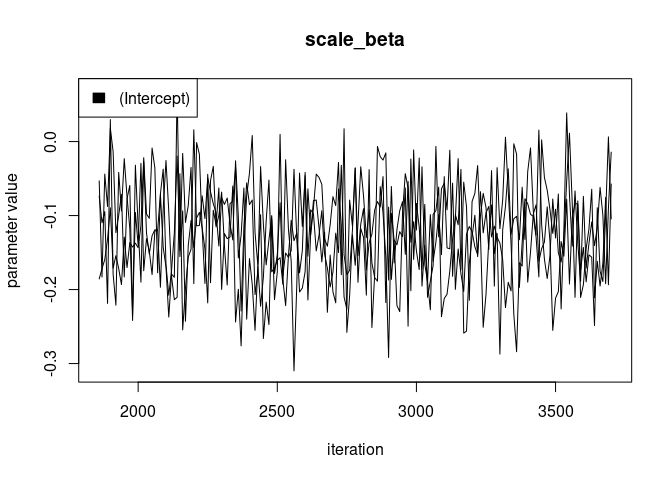 scale_beta
(Intercept)
parameter value
0.0
-0.1
-0.2
-0.3
2000 2500 3000 3500
iteration